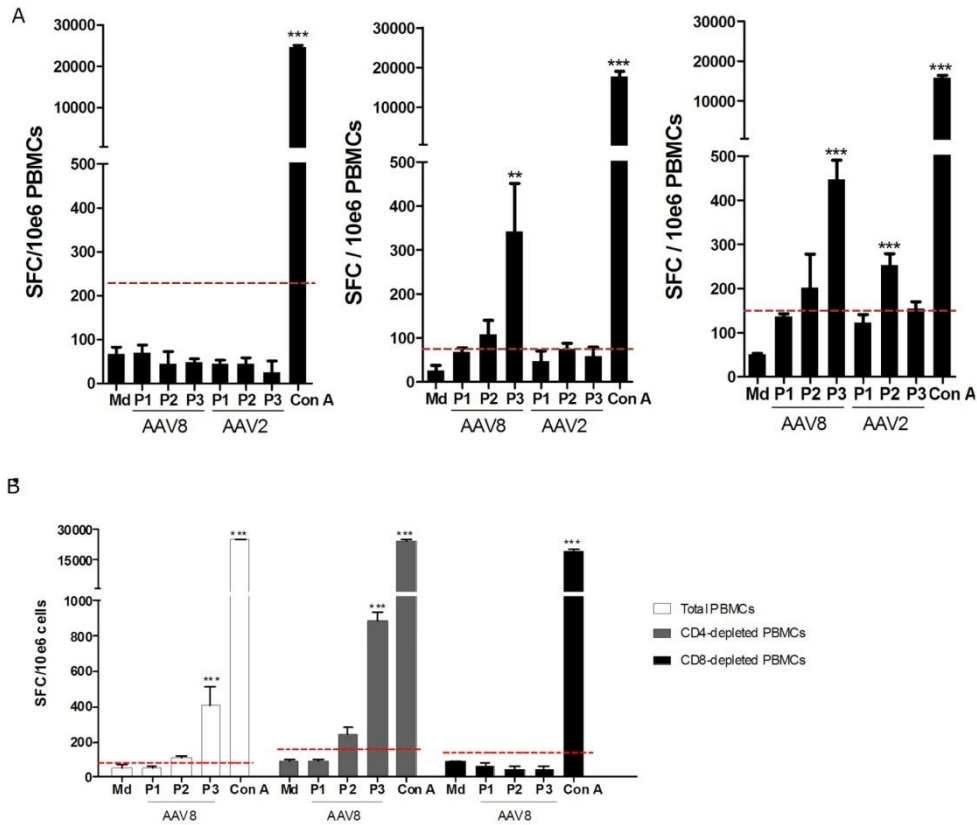 A
SFC/10e6 PBMCs
30000
20000
10000
500
400
300
200
100
0
***
Md P1 P2 P3 P1 P2 P3 Con A
AAV8 AAV2
SFC / 10e6 PBMCs
30000
20000
10000
500
400
300
200
100
0
**
***
Md P1 P2 P3 P1 P2 P3 Con A
AAV8 AAV2
SFC / 10e6 PBMCs
30000
20000
10000
500
400
300
200
100
0
***
***
***
Md P1 P2 P3 P1 P2 P3 Con A
AAV8 AAV2
B
SFC/10e6 cells
30000
15000
1000
800
600
400
200
0
*** ***
*** *** ***
Md P1 P2 P3 Con A Md P1 P2 P3 Con A Md P1 P2 P3 Con A
AAV8 AAV8 AAV8
Total PBMCs
CD4-depleted PBMCs
CD8-depleted PBMCs